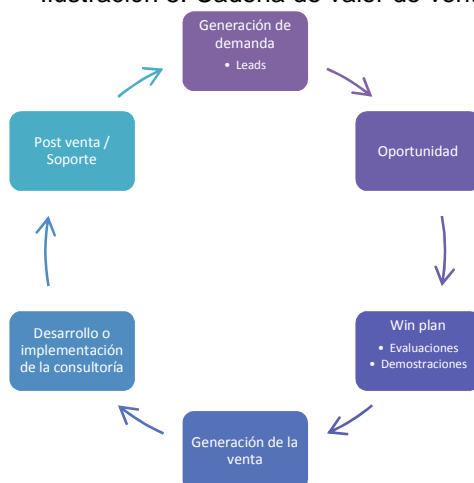 Generación de
demanda
• Leads
Oportunidad
Win plan
• Evaluaciones
• Demostraciones
Generación de la
venta
Desarrollo o
implementación
de la consultoría
Post venta /
Soporte